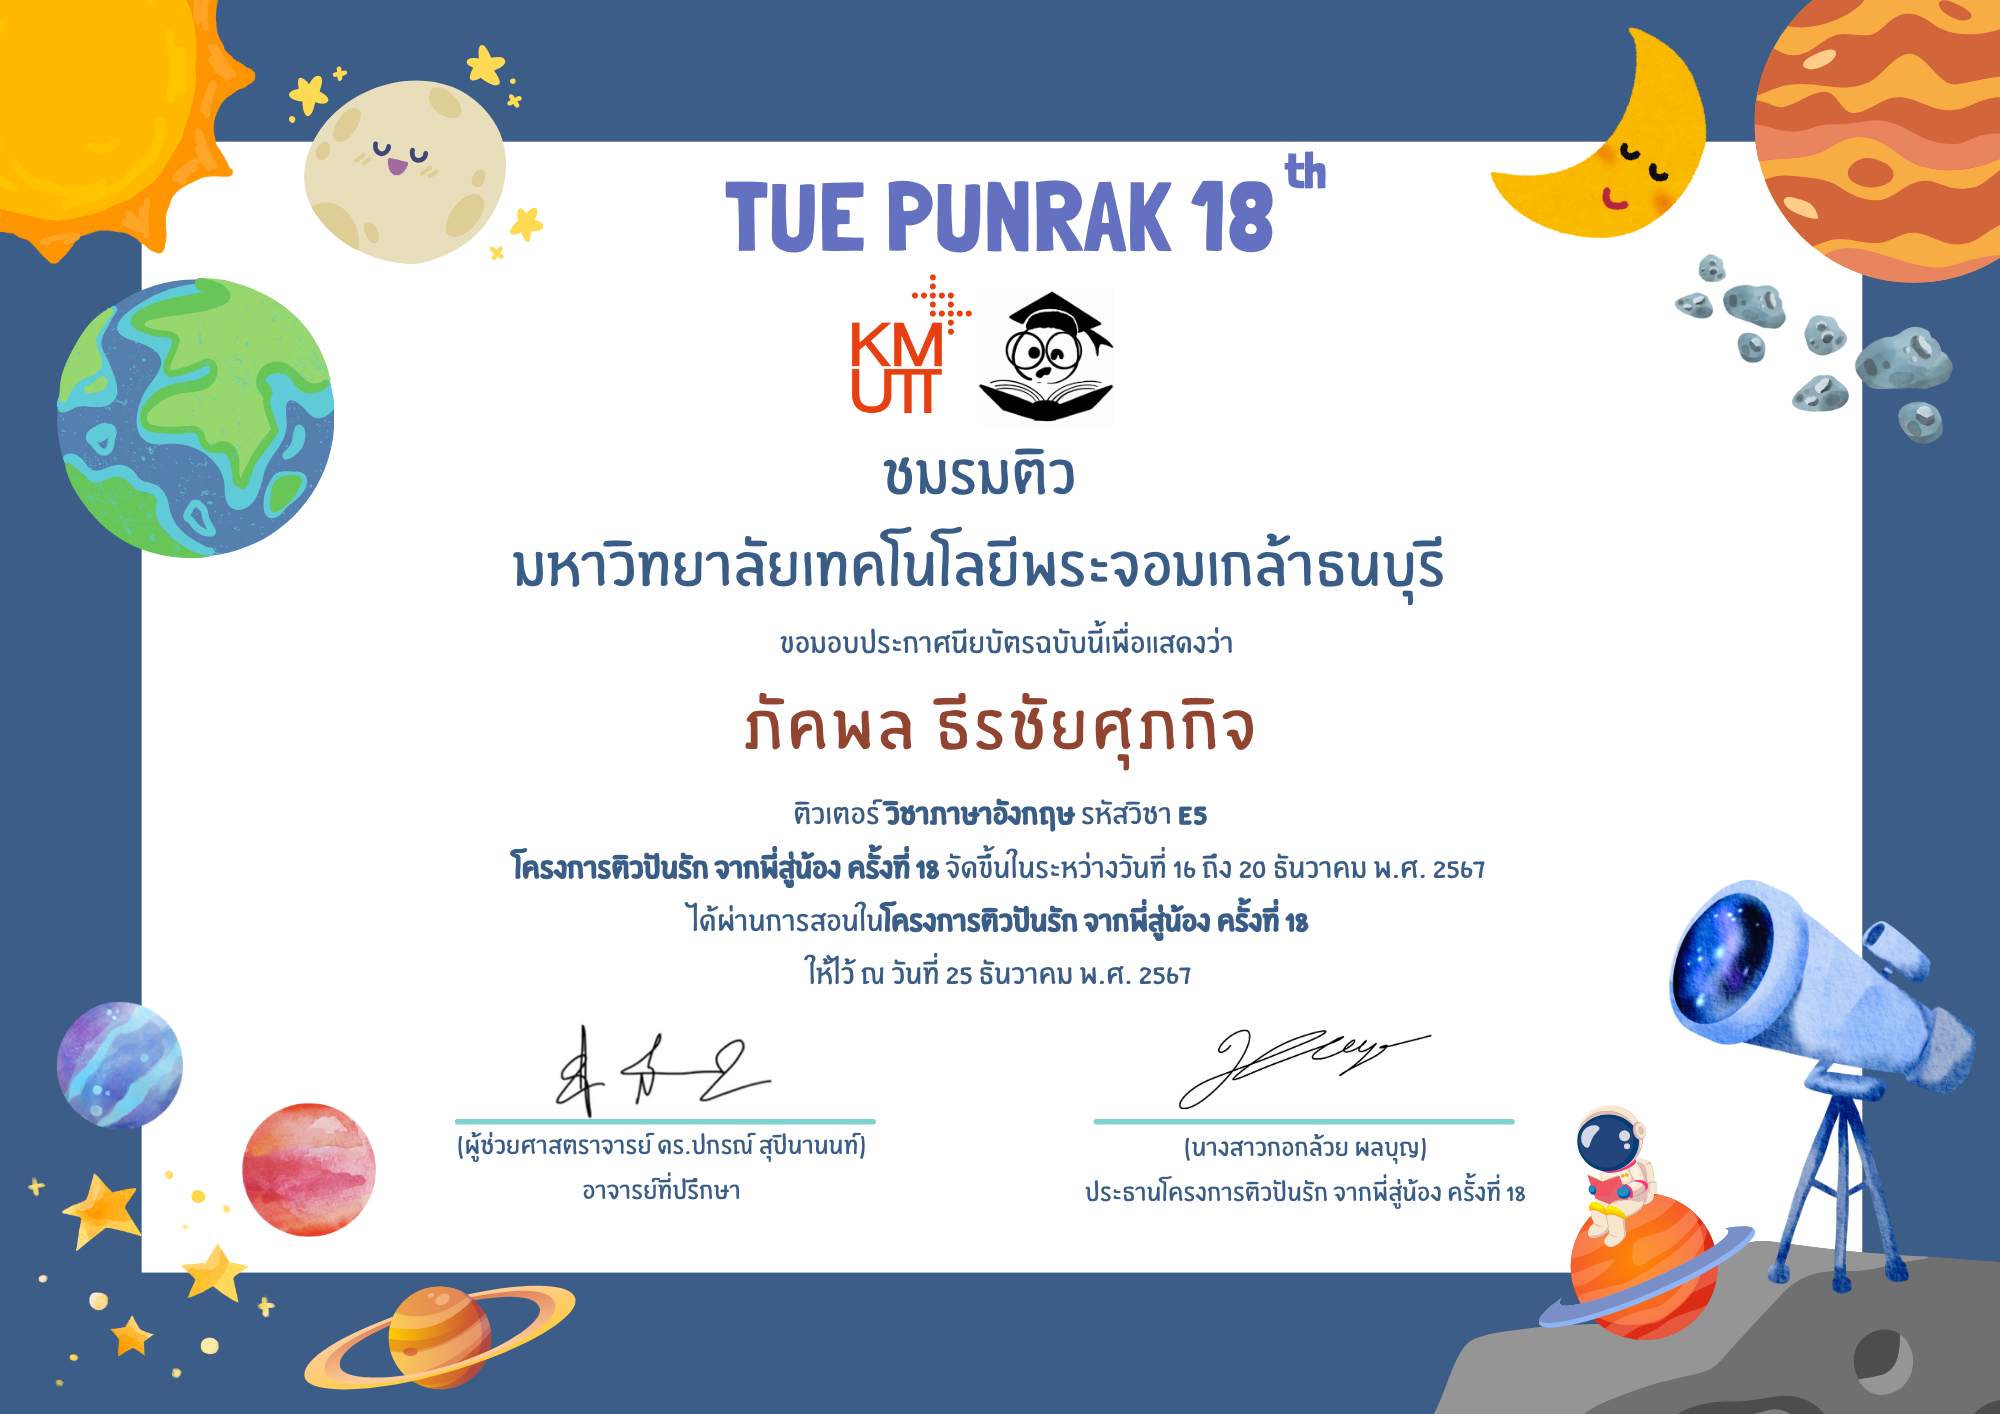 TUE PUNRAK 18th
KM
UTT
ชมรมติว
มหาวิทยาลัยเทคโนโลยีพระจอมเกล้าธนบุรี
ขอมอบประกาศนียบัตรฉบับนี้เพื่อแสดงว่า
ภัคพล ธีรชัยศุภกิจ
ติวเตอร์ วิชาภาษาอังกฤษ รหัสวิชา E5
โครงการติวปันรัก จากพี่สู่น้อง ครั้งที่ 18 จัดขึ้นในระหว่างวันที่ 16 ถึง 20 ธันวาคม พ.ศ. 2567
ได้ผ่านการสอนในโครงการติวปันรัก จากพี่สู่น้อง ครั้งที่ 18
ให้ไว้ ณ วันที่ 25 ธันวาคม พ.ศ. 2567
(ผู้ช่วยศาสตราจารย์ ดร.ปกรณ์ สุปินานนท์)
อาจารย์ที่ปรึกษา
(นางสาวกอกล้วย ผลบุญ)
ประธานโครงการติวปันรัก จากพี่สู่น้อง ครั้งที่ 18